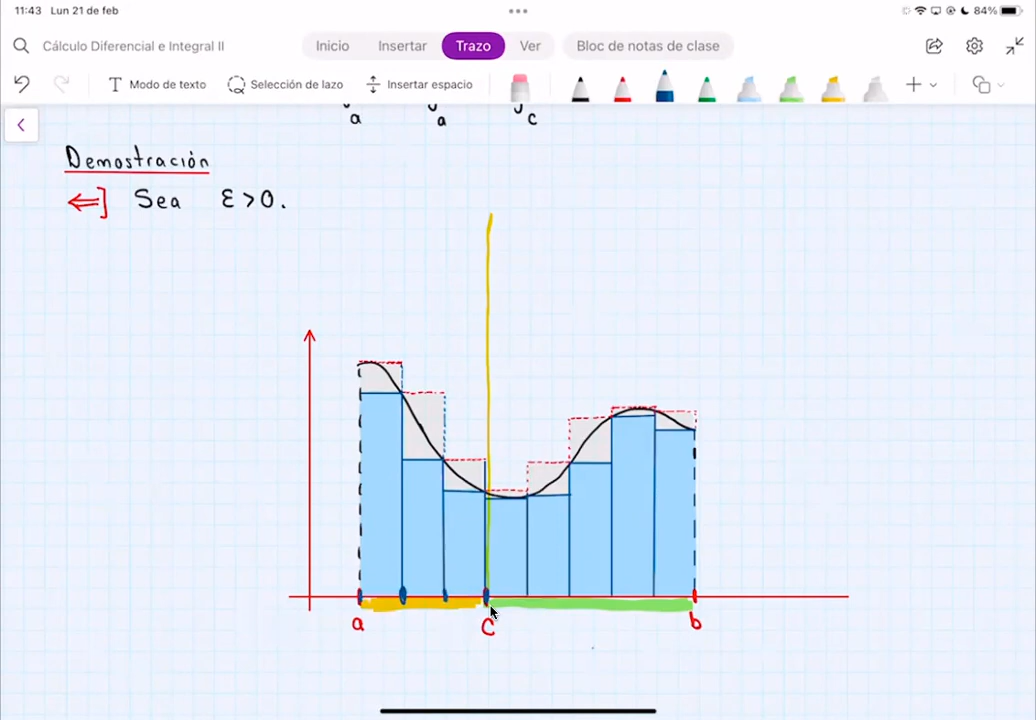 11:43 Lun 21 de feb
84%
Cálculo Diferencial e Integral II
Inicio Insertar Trazo Ver Bloc de notas de clase
Modo de texto Selección de lazo Insertar espacio
a a c
Demostración
⇐] Sea ε>0.
a c b